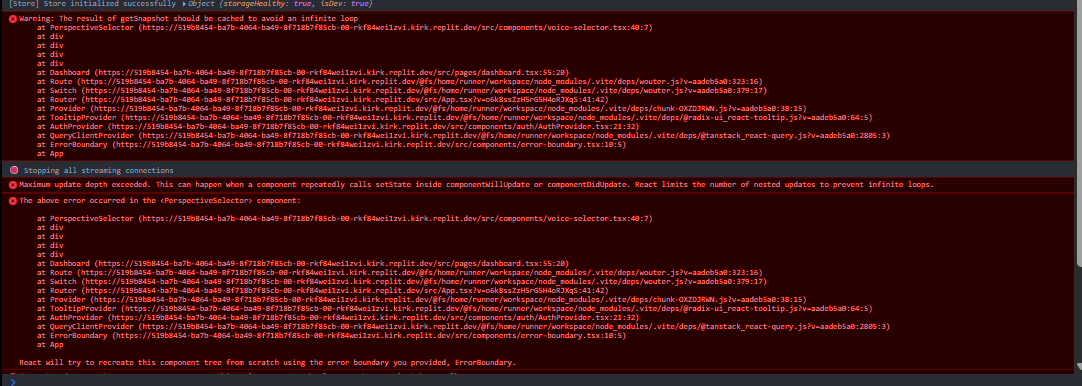 [Store] Store initialized successfully ▸Object {storageHealthy: true, isDev: true}
Warning: The result of getSnapshot should be cached to avoid an infinite loop
at PerspectiveSelector (https://519b8454-ba7b-4064-ba49-8f718b7f85cb-00-rkf84wei1zvi.kirk.replit.dev/src/components/voice-selector.tsx:40:7)
at div
at div
at div
at div
at Dashboard (https://519b8454-ba7b-4064-ba49-8f718b7f85cb-00-rkf84wei1zvi.kirk.replit.dev/src/pages/dashboard.tsx:55:20)
at Route (https://519b8454-ba7b-4064-ba49-8f718b7f85cb-00-rkf84wei1zvi.kirk.replit.dev/@fs/home/runner/workspace/node_modules/.vite/deps/wouter.js?v=aadeb5a0:323:16)
at Switch (https://519b8454-ba7b-4064-ba49-8f718b7f85cb-00-rkf84wei1zvi.kirk.replit.dev/@fs/home/runner/workspace/node_modules/.vite/deps/wouter.js?v=aadeb5a0:379:17)
at Router (https://519b8454-ba7b-4064-ba49-8f718b7f85cb-00-rkf84wei1zvi.kirk.replit.dev/src/App.tsx?v=o6k8ssZzH5rG5H4oRJXqS:41:42)
at Provider (https://519b8454-ba7b-4064-ba49-8f718b7f85cb-00-rkf84wei1zvi.kirk.replit.dev/@fs/home/runner/workspace/node_modules/.vite/deps/chunk-OXZDJRWN.js?v=aadeb5a0:38:15)
at TooltipProvider (https://519b8454-ba7b-4064-ba49-8f718b7f85cb-00-rkf84wei1zvi.kirk.replit.dev/@fs/home/runner/workspace/node_modules/.vite/deps/@radix-ui_react-tooltip.js?v=aadeb5a0:64:5)
at AuthProvider (https://519b8454-ba7b-4064-ba49-8f718b7f85cb-00-rkf84wei1zvi.kirk.replit.dev/src/components/auth/AuthProvider.tsx:21:32)
at QueryClientProvider (https://519b8454-ba7b-4064-ba49-8f718b7f85cb-00-rkf84wei1zvi.kirk.replit.dev/@fs/home/runner/workspace/node_modules/.vite/deps/@tanstack_react-query.js?v=aadeb5a0:2805:3)
at ErrorBoundary (https://519b8454-ba7b-4064-ba49-8f718b7f85cb-00-rkf84wei1zvi.kirk.replit.dev/src/components/error-boundary.tsx:10:5)
at App
Stopping all streaming connections
Maximum update depth exceeded. This can happen when a component repeatedly calls setState inside componentWillUpdate or componentDidUpdate. React limits the number of nested updates to prevent infinite loops.
The above error occurred in the <PerspectiveSelector> component:
at PerspectiveSelector (https://519b8454-ba7b-4064-ba49-8f718b7f85cb-00-rkf84wei1zvi.kirk.replit.dev/src/components/voice-selector.tsx:40:7)
at div
at div
at div
at div
at Dashboard (https://519b8454-ba7b-4064-ba49-8f718b7f85cb-00-rkf84wei1zvi.kirk.replit.dev/src/pages/dashboard.tsx:55:20)
at Route (https://519b8454-ba7b-4064-ba49-8f718b7f85cb-00-rkf84wei1zvi.kirk.replit.dev/@fs/home/runner/workspace/node_modules/.vite/deps/wouter.js?v=aadeb5a0:323:16)
at Switch (https://519b8454-ba7b-4064-ba49-8f718b7f85cb-00-rkf84wei1zvi.kirk.replit.dev/@fs/home/runner/workspace/node_modules/.vite/deps/wouter.js?v=aadeb5a0:379:17)
at Router (https://519b8454-ba7b-4064-ba49-8f718b7f85cb-00-rkf84wei1zvi.kirk.replit.dev/src/App.tsx?v=o6k8ssZzH5rG5H4oRJXqS:41:42)
at Provider (https://519b8454-ba7b-4064-ba49-8f718b7f85cb-00-rkf84wei1zvi.kirk.replit.dev/@fs/home/runner/workspace/node_modules/.vite/deps/chunk-OXZDJRWN.js?v=aadeb5a0:38:15)
at TooltipProvider (https://519b8454-ba7b-4064-ba49-8f718b7f85cb-00-rkf84wei1zvi.kirk.replit.dev/@fs/home/runner/workspace/node_modules/.vite/deps/@radix-ui_react-tooltip.js?v=aadeb5a0:64:5)
at AuthProvider (https://519b8454-ba7b-4064-ba49-8f718b7f85cb-00-rkf84wei1zvi.kirk.replit.dev/src/components/auth/AuthProvider.tsx:21:32)
at QueryClientProvider (https://519b8454-ba7b-4064-ba49-8f718b7f85cb-00-rkf84wei1zvi.kirk.replit.dev/@fs/home/runner/workspace/node_modules/.vite/deps/@tanstack_react-query.js?v=aadeb5a0:2805:3)
at ErrorBoundary (https://519b8454-ba7b-4064-ba49-8f718b7f85cb-00-rkf84wei1zvi.kirk.replit.dev/src/components/error-boundary.tsx:10:5)
at App
React will try to recreate this component tree from scratch using the error boundary you provided, ErrorBoundary.